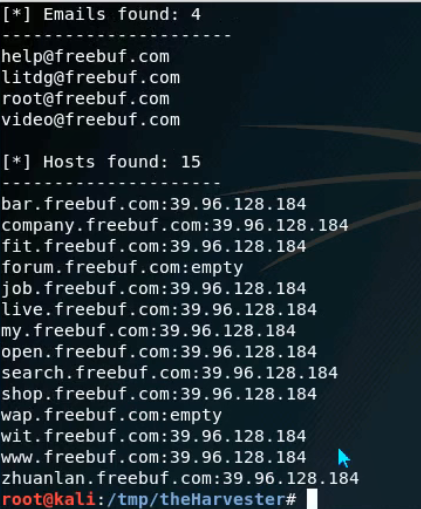 [*] Emails found: 4
----------------------
help@freebuf.com
litdg@freebuf.com
root@freebuf.com
video@freebuf.com

[*] Hosts found: 15
---------------------
bar.freebuf.com:39.96.128.184
company.freebuf.com:39.96.128.184
fit.freebuf.com:39.96.128.184
forum.freebuf.com:empty
job.freebuf.com:39.96.128.184
live.freebuf.com:39.96.128.184
my.freebuf.com:39.96.128.184
open.freebuf.com:39.96.128.184
search.freebuf.com:39.96.128.184
shop.freebuf.com:39.96.128.184
wap.freebuf.com:empty
wit.freebuf.com:39.96.128.184
www.freebuf.com:39.96.128.184
zhuanlan.freebuf.com:39.96.128.184
root@kali:/tmp/theHarvester#